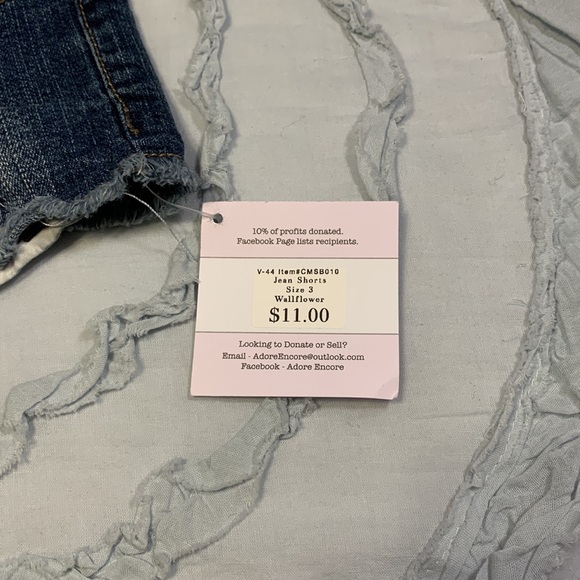 10% of profits donated.
Facebook Page lists recipients.
V-44 Item#CMSB010
Jean Shorts
Size 3
Wallflower
$11.00
Looking to Donate or Sell?
Email - AdoreEncore@outlook.com
Facebook - Adore Encore